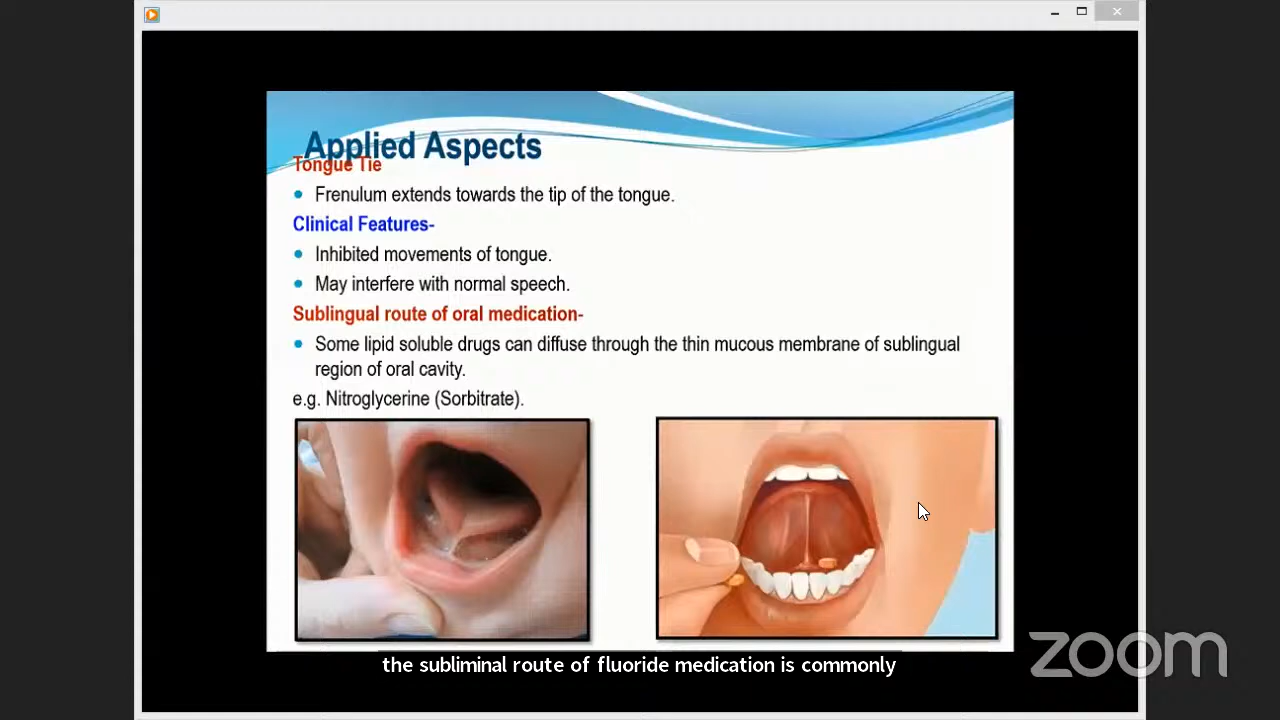 Applied Aspects
Tongue Tie
Frenulum extends towards the tip of the tongue.
Clinical Features-
Inhibited movements of tongue.
May interfere with normal speech.
Sublingual route of oral medication-
Some lipid soluble drugs can diffuse through the thin mucous membrane of sublingual
region of oral cavity.
e.g. Nitroglycerine (Sorbitrate).
the subliminal route of fluoride medication is commonly
zoom